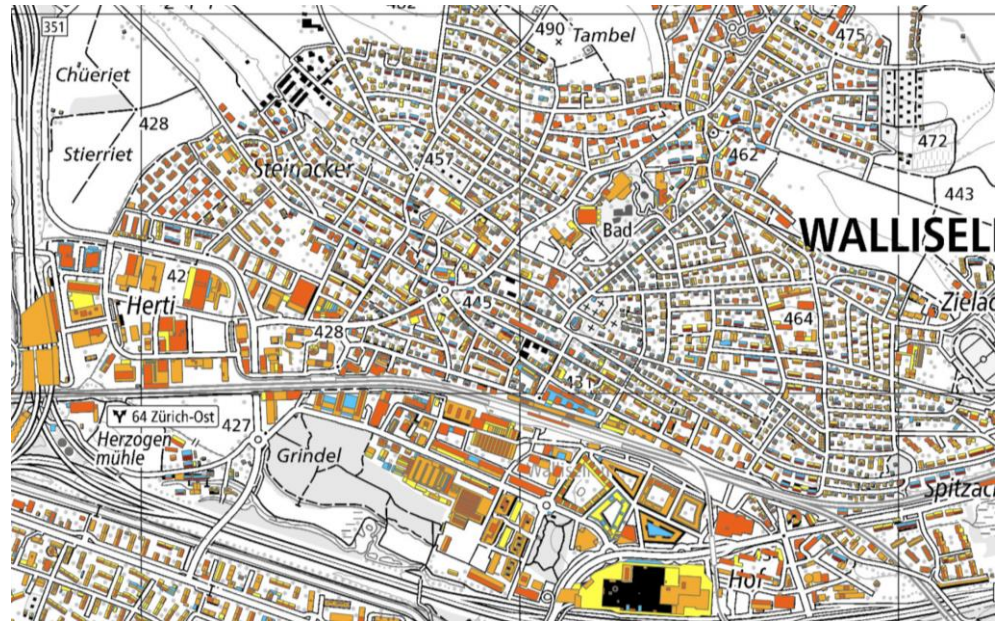 351
490
Tambel
475
Chüeriet
428
Stierriet
Steinacker
457
462
472
443
Bad
WALLISEL
42
Herti
445
464
Zielac
428
431
64 Zürich-Ost
427
Herzogen
mühle
Grindel
Spitzach
Hof